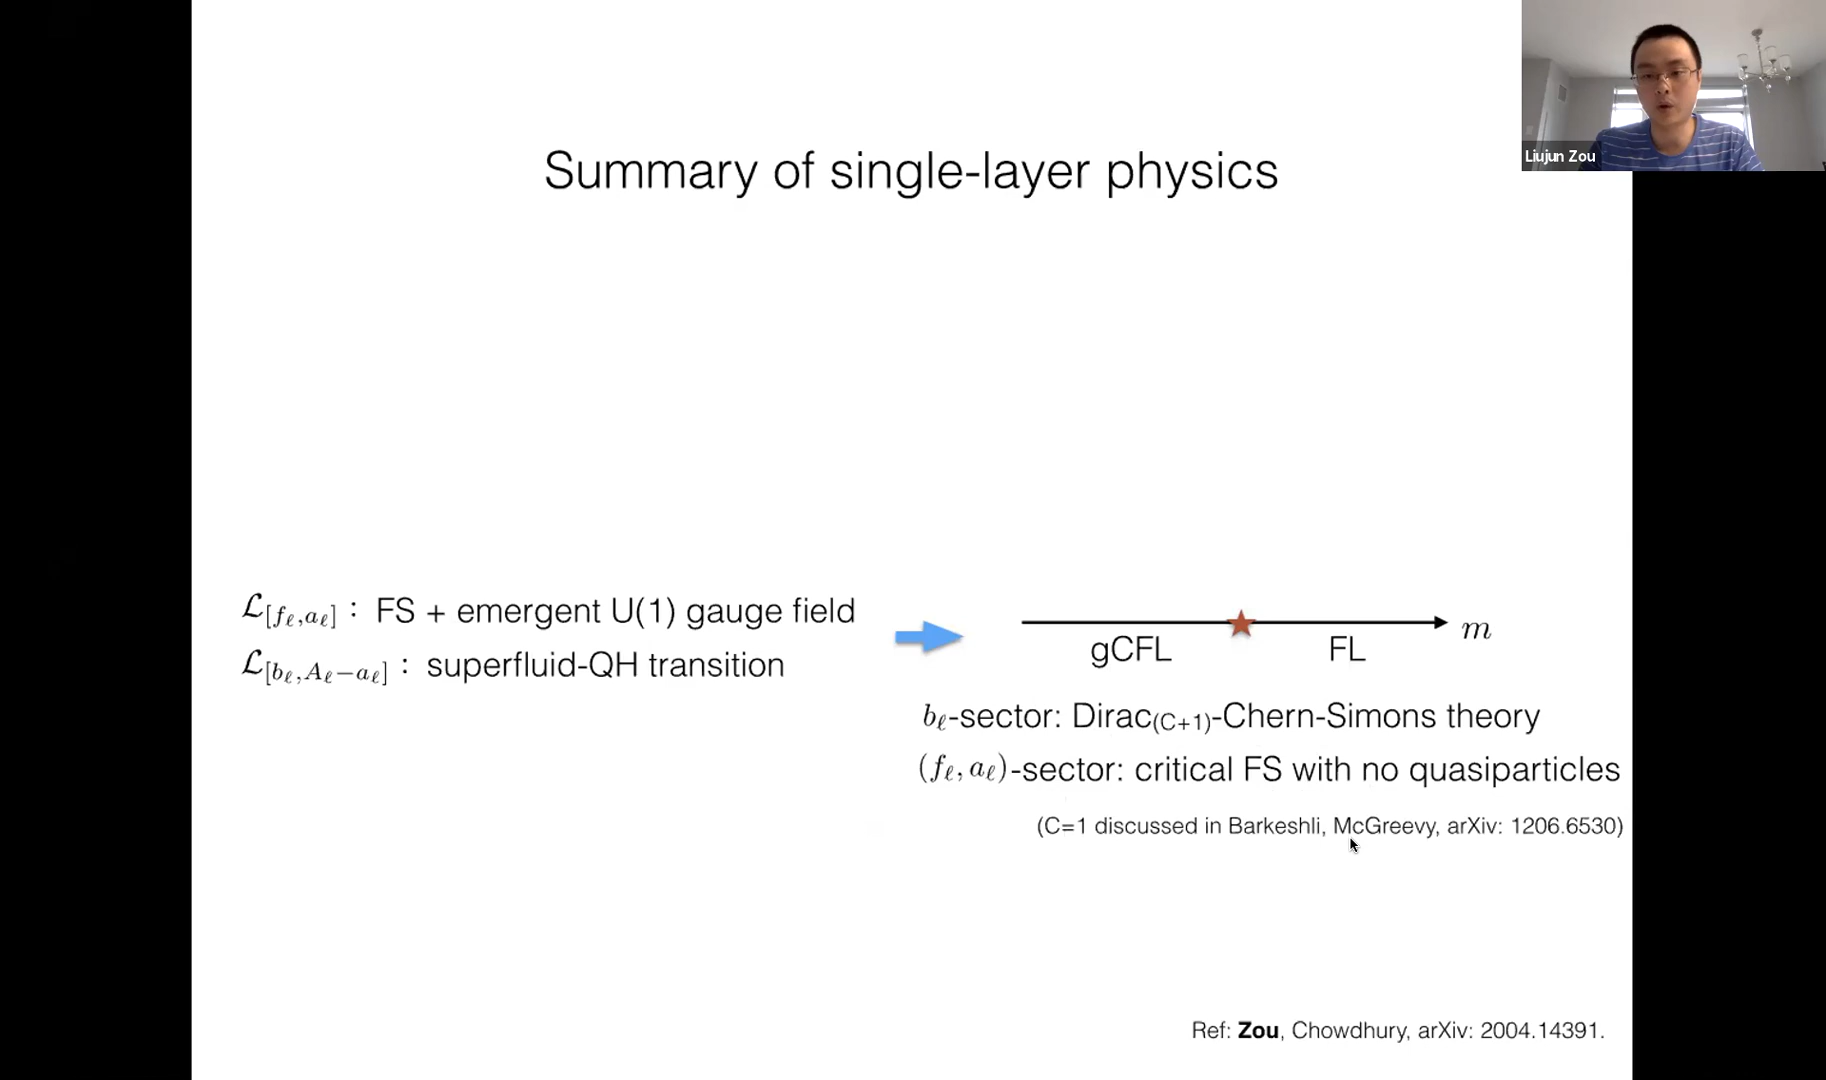 Liujun Zou
Summary of single-layer physics
ℒ[fℓ,aℓ] : FS + emergent U(1) gauge field
ℒ[bℓ,Aℓ−aℓ] : superfluid-QH transition
m
gCFL FL
bℓ-sector: Dirac(C+1)-Chern-Simons theory
(fℓ, aℓ)-sector: critical FS with no quasiparticles
(C=1 discussed in Barkeshli, McGreevy, arXiv: 1206.6530)
Ref: Zou, Chowdhury, arXiv: 2004.14391.